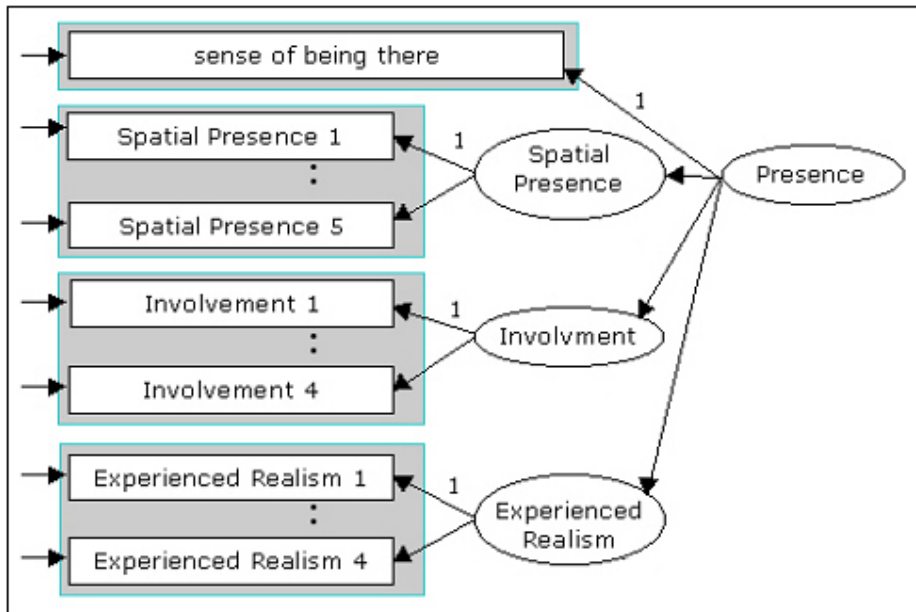 sense of being there
1
Spatial Presence 1
1
Spatial
Presence
Presence
Spatial Presence 5
Involvement 1
1
Involvment
Involvement 4
Experienced Realism 1
1
Experienced
Realism
Experienced Realism 4